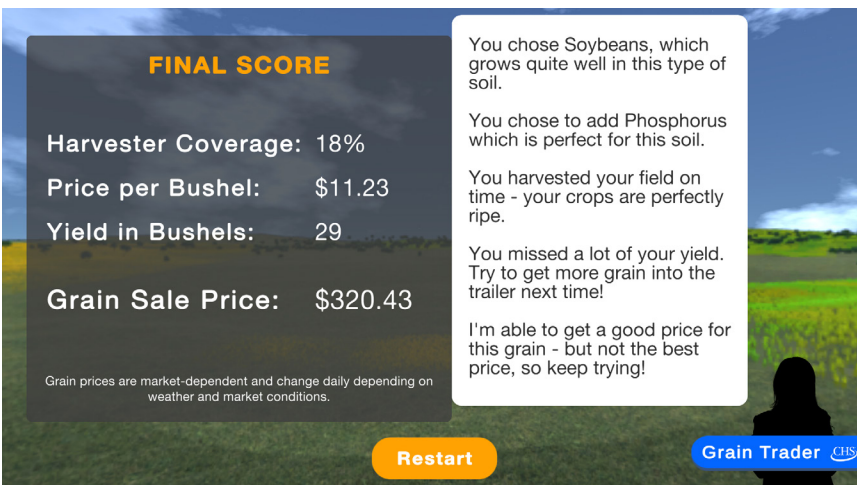 FINAL SCORE
Harvester Coverage: 18%
Price per Bushel: $11.23
Yield in Bushels: 29
Grain Sale Price: $320.43
Grain prices are market-dependent and change daily depending on
weather and market conditions.
You chose Soybeans, which
grows quite well in this type of
soil.
You chose to add Phosphorus
which is perfect for this soil.
You harvested your field on
time - your crops are perfectly
ripe.
You missed a lot of your yield.
Try to get more grain into the
trailer next time!
I'm able to get a good price for
this grain - but not the best
price, so keep trying!
Restart
Grain Trader CHS